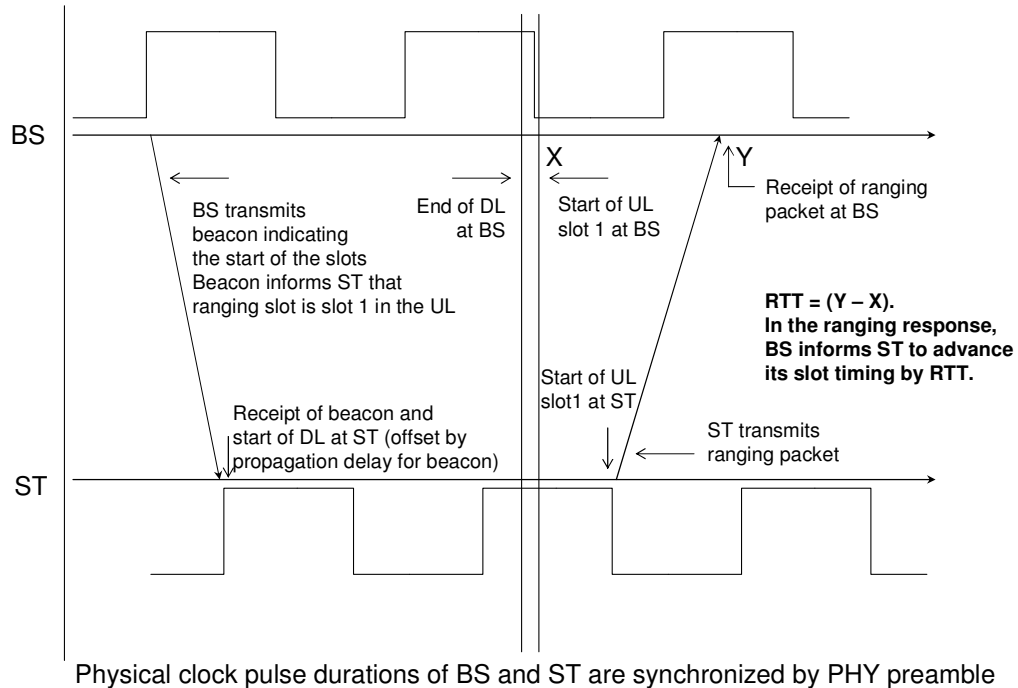 BS
X
Y
BS transmits
beacon indicating
the start of the slots
Beacon informs ST that
ranging slot is slot 1 in the UL
End of DL
at BS
Start of UL
slot 1 at BS
Receipt of ranging
packet at BS
RTT = (Y – X).
In the ranging response,
BS informs ST to advance
its slot timing by RTT.
Start of UL
slot1 at ST
Receipt of beacon and
start of DL at ST (offset by
propagation delay for beacon)
ST transmits
ranging packet
ST
Physical clock pulse durations of BS and ST are synchronized by PHY preamble